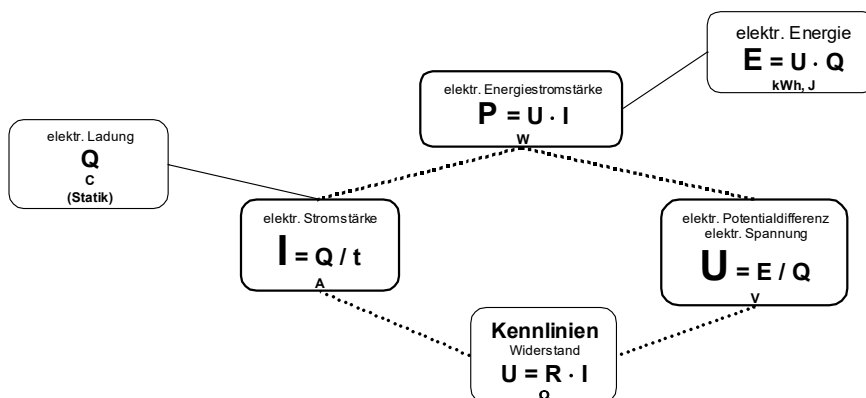 elektr. Energie
E = U · Q
kWh, J
elektr. Energiestromstärke
P = U · I
W
elektr. Ladung
Q
C
(Statik)
elektr. Stromstärke
I = Q / t
A
elektr. Potentialdifferenz
elektr. Spannung
U = E / Q
V
Kennlinien
Widerstand
U = R · I